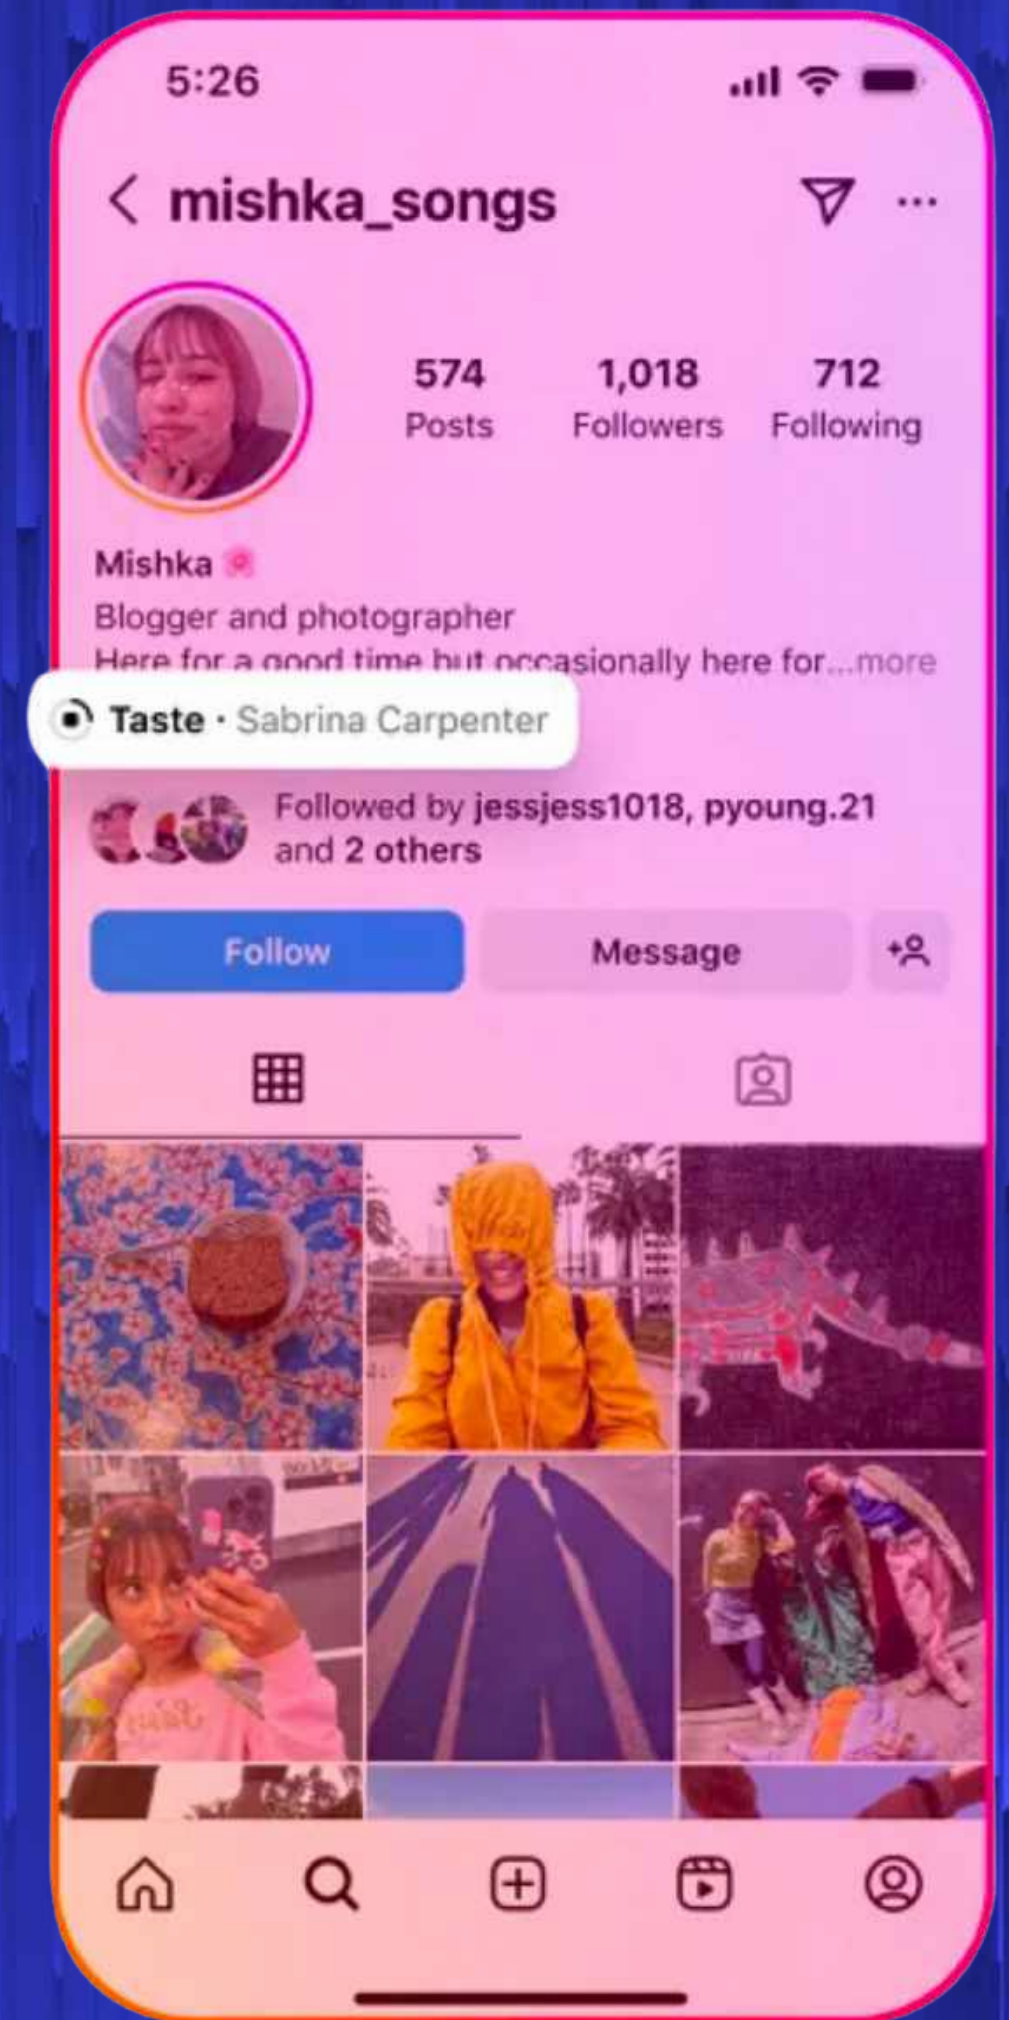 5:26
mishka_songs
574 1,018 712
Posts Followers Following
Mishka
Blogger and photographer
Here for a good time but occasionally here for...more
Taste · Sabrina Carpenter
Followed by jessjess1018, pyoung.21
and 2 others
Follow Message